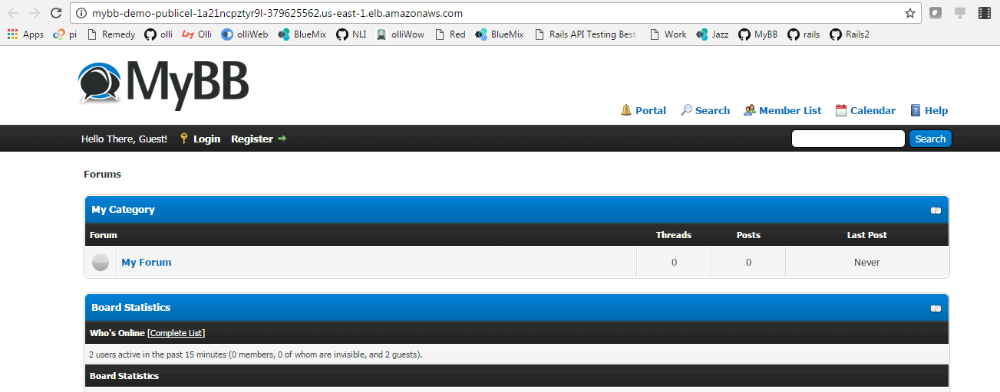 mybb-demo-publicel-1a21ncpztyr9l-379625562.us-east-1.elb.amazonaws.com
Apps pi Remedy olli Olli olliWeb BlueMix NLI olliWow Red BlueMix Rails API Testing Best Work Jazz MyBB rails Rails2
MyBB
Portal Search Member List Calendar Help
Hello There, Guest! Login Register Search
Forums
My Category
Forum Threads Posts Last Post
My Forum 0 0 Never
Board Statistics
Who's Online [Complete List]
2 users active in the past 15 minutes (0 members, 0 of whom are invisible, and 2 guests).
Board Statistics